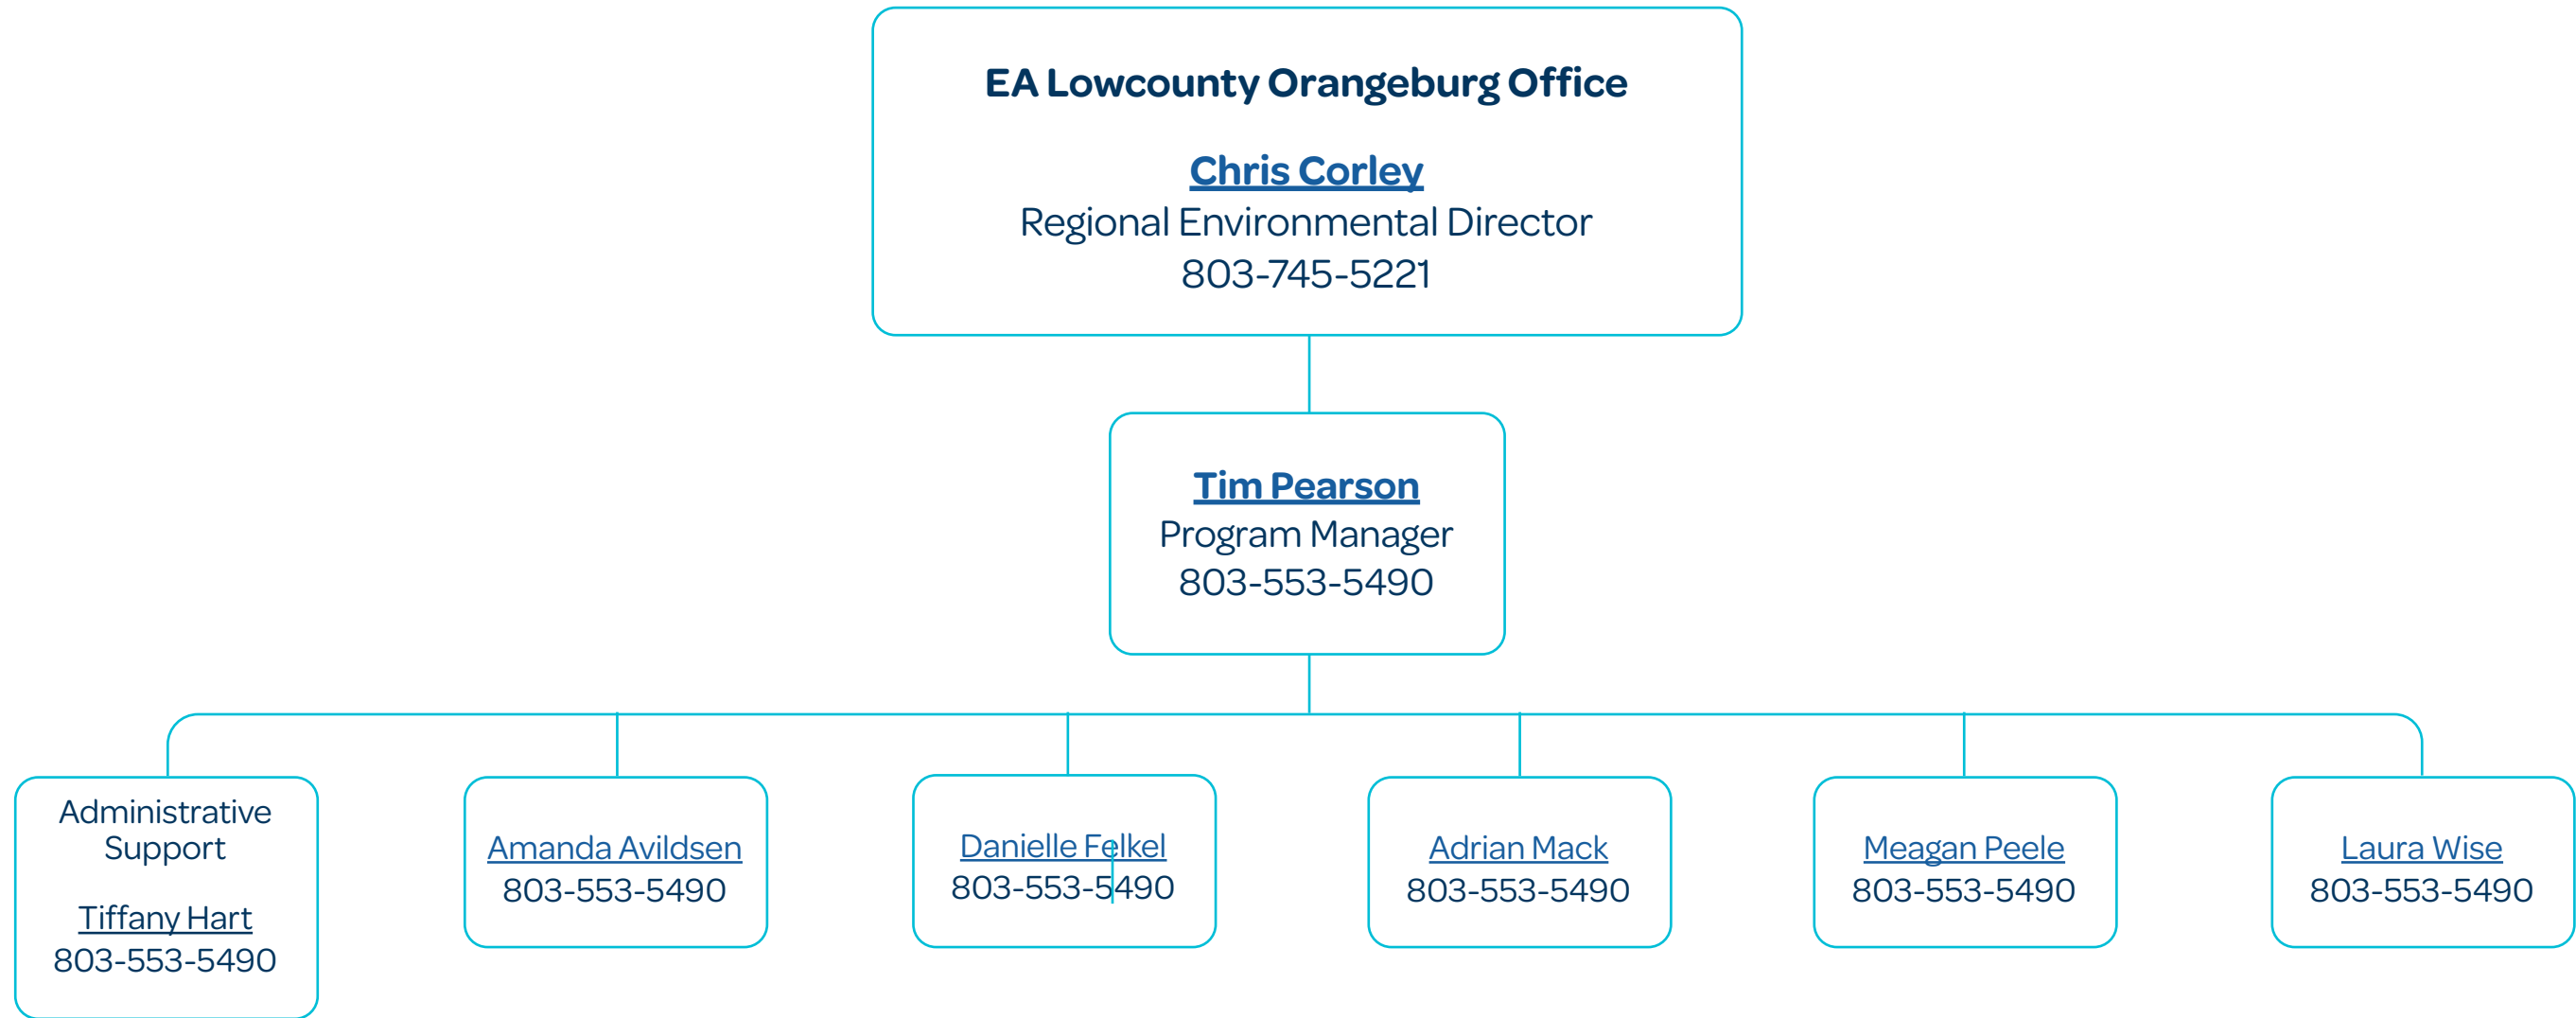 EA Lowcounty Orangeburg Office
Chris Corley
Regional Environmental Director
803-745-5221
Tim Pearson
Program Manager
803-553-5490
Administrative
Support
Tiffany Hart
803-553-5490
Amanda Avildsen
803-553-5490
Danielle Felkel
803-553-5490
Adrian Mack
803-553-5490
Meagan Peele
803-553-5490
Laura Wise
803-553-5490